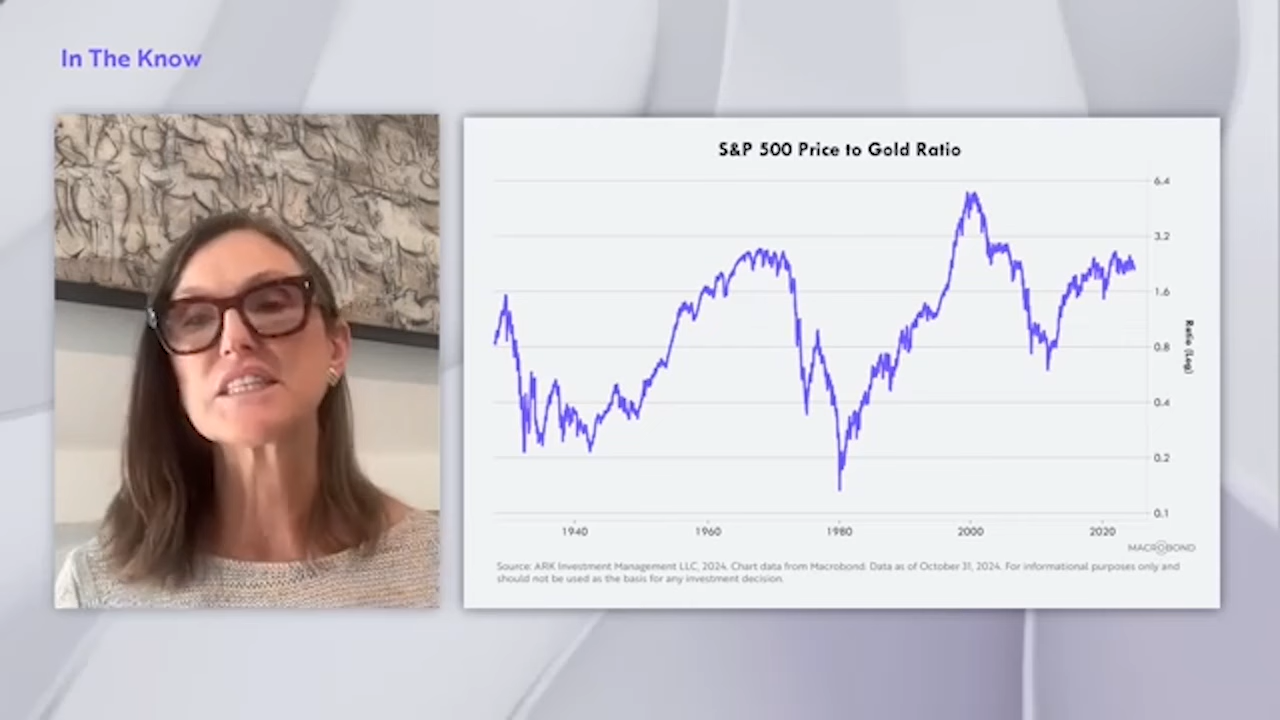 In The Know
S&P 500 Price to Gold Ratio
6.4
3.2
1.6
0.8
0.4
0.2
0.1
Ratio (Log)
1940 1960 1980 2000 2020
MACROBOND
Source: ARK Investment Management LLC, 2024. Chart data from Macrobond. Data as of October 31, 2024. For informational purposes only and
should not be used as the basis for any investment decision.